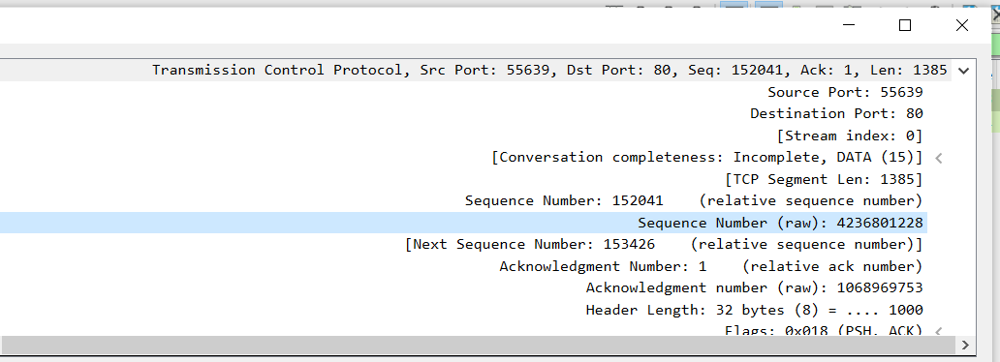 Transmission Control Protocol, Src Port: 55639, Dst Port: 80, Seq: 152041, Ack: 1, Len: 1385
Source Port: 55639
Destination Port: 80
[Stream index: 0]
[Conversation completeness: Incomplete, DATA (15)]
[TCP Segment Len: 1385]
Sequence Number: 152041    (relative sequence number)
Sequence Number (raw): 4236801228
[Next Sequence Number: 153426    (relative sequence number)]
Acknowledgment Number: 1    (relative ack number)
Acknowledgment number (raw): 1068969753
Header Length: 32 bytes (8) = .... 1000
Flags: 0x018 (PSH, ACK)